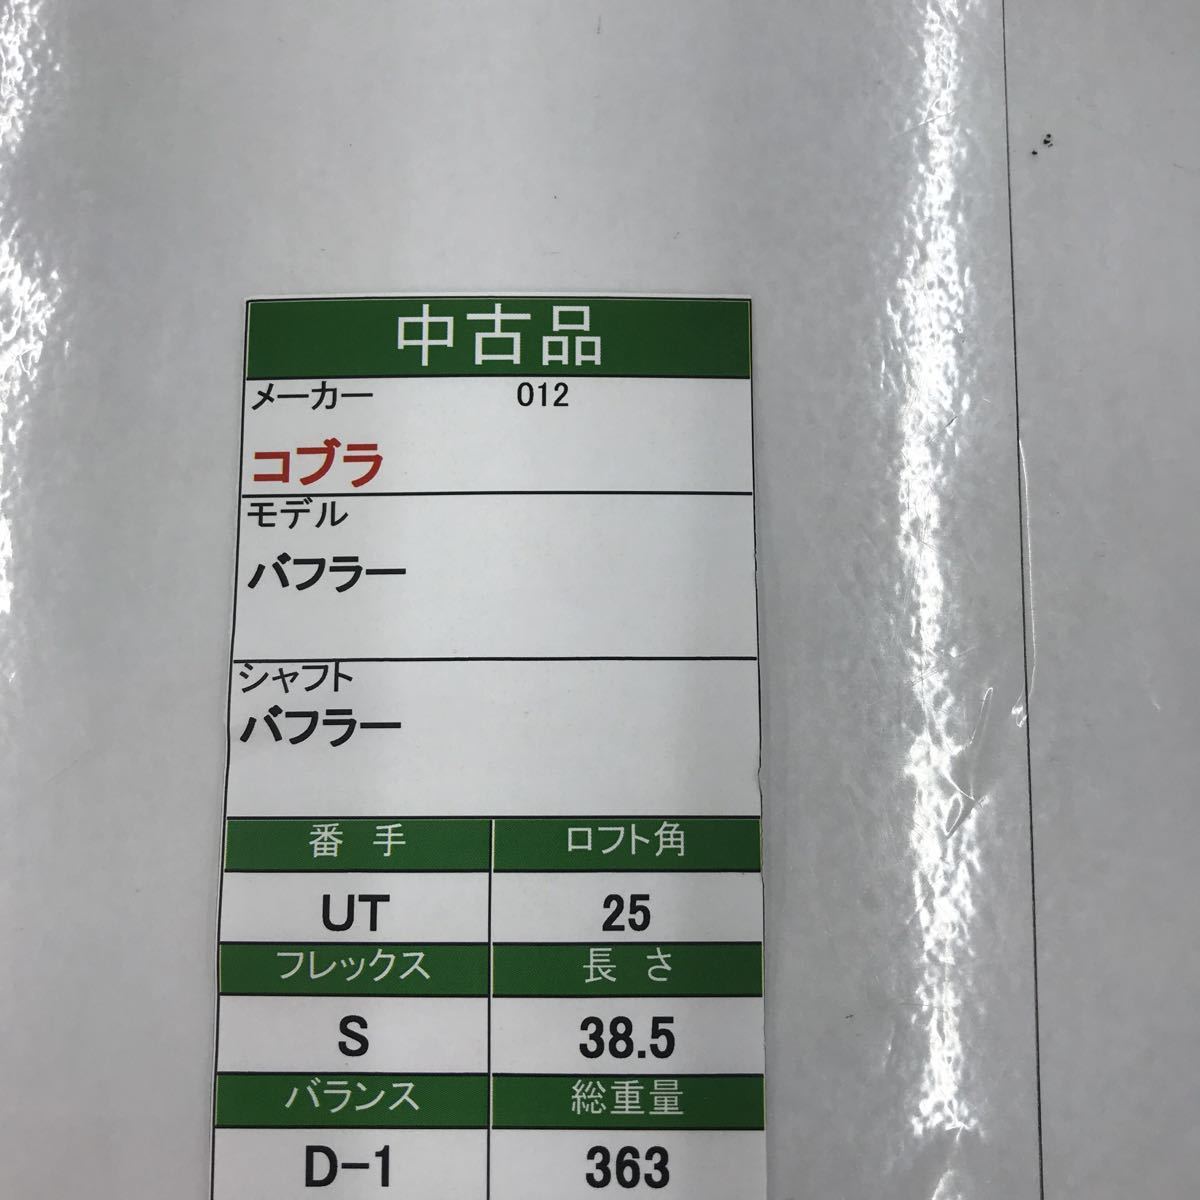 中古品
メーカー 012
コブラ
モデル
バフラー
シャフト
バフラー
番 手 ロフト角
UT 25
フレックス 長 さ
S 38.5
バランス 総重量
D-1 363